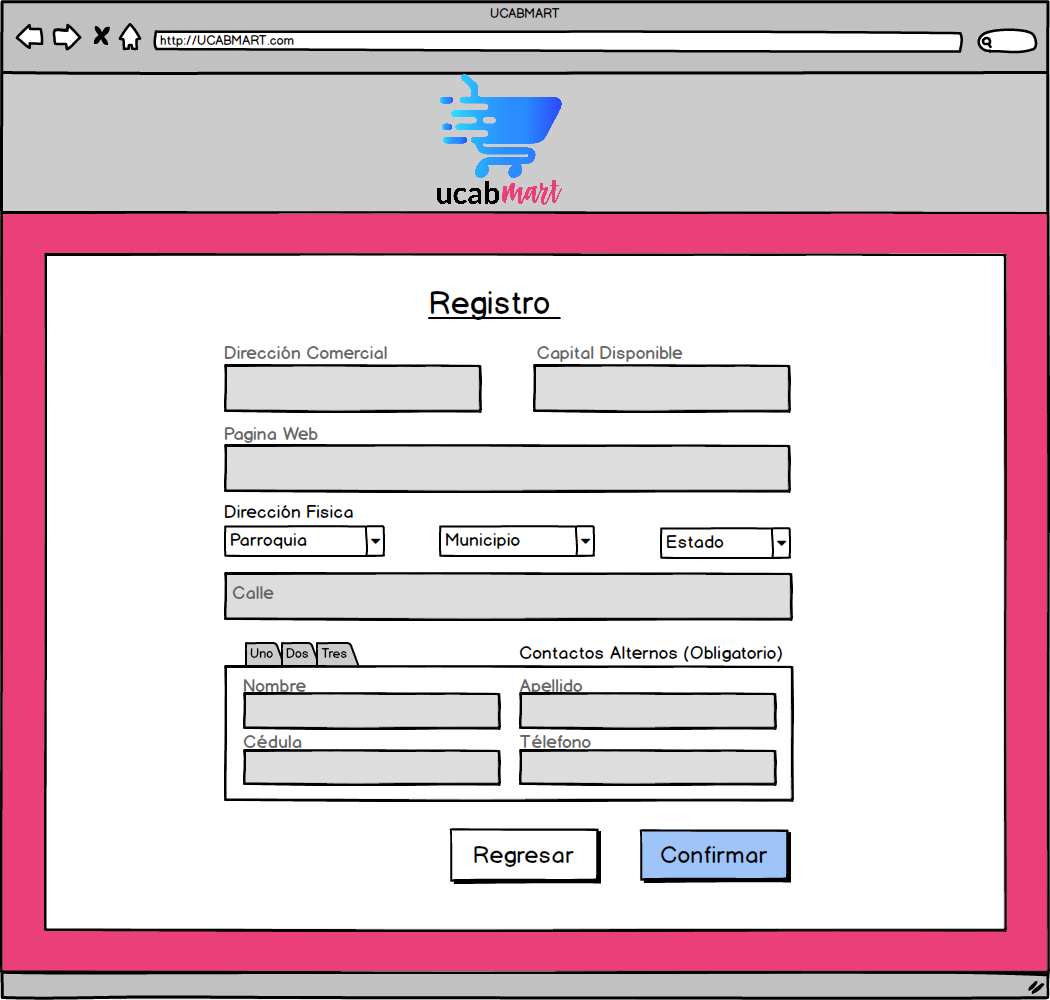 UCABMART
http://UCABMART.com
ucabmart
Registro
Dirección Comercial Capital Disponible
Pagina Web
Dirección Fisica
Parroquia Municipio Estado
Calle
Uno Dos Tres Contactos Alternos (Obligatorio)
Nombre Apellido
Cédula Télefono
Regresar Confirmar